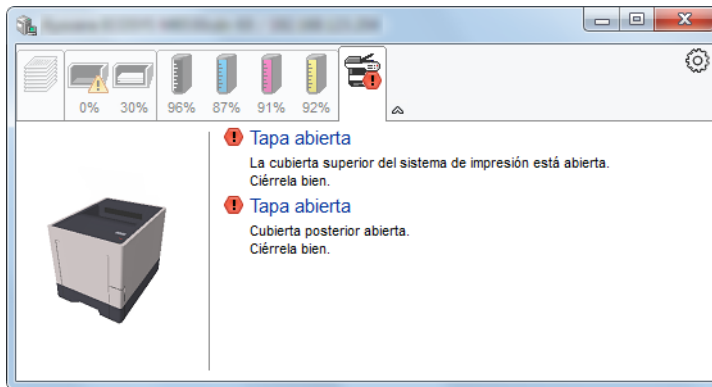 0% 30% 96% 87% 91% 92%
Tapa abierta
La cubierta superior del sistema de impresión está abierta.
Ciérrela bien.
Tapa abierta
Cubierta posterior abierta.
Ciérrela bien.